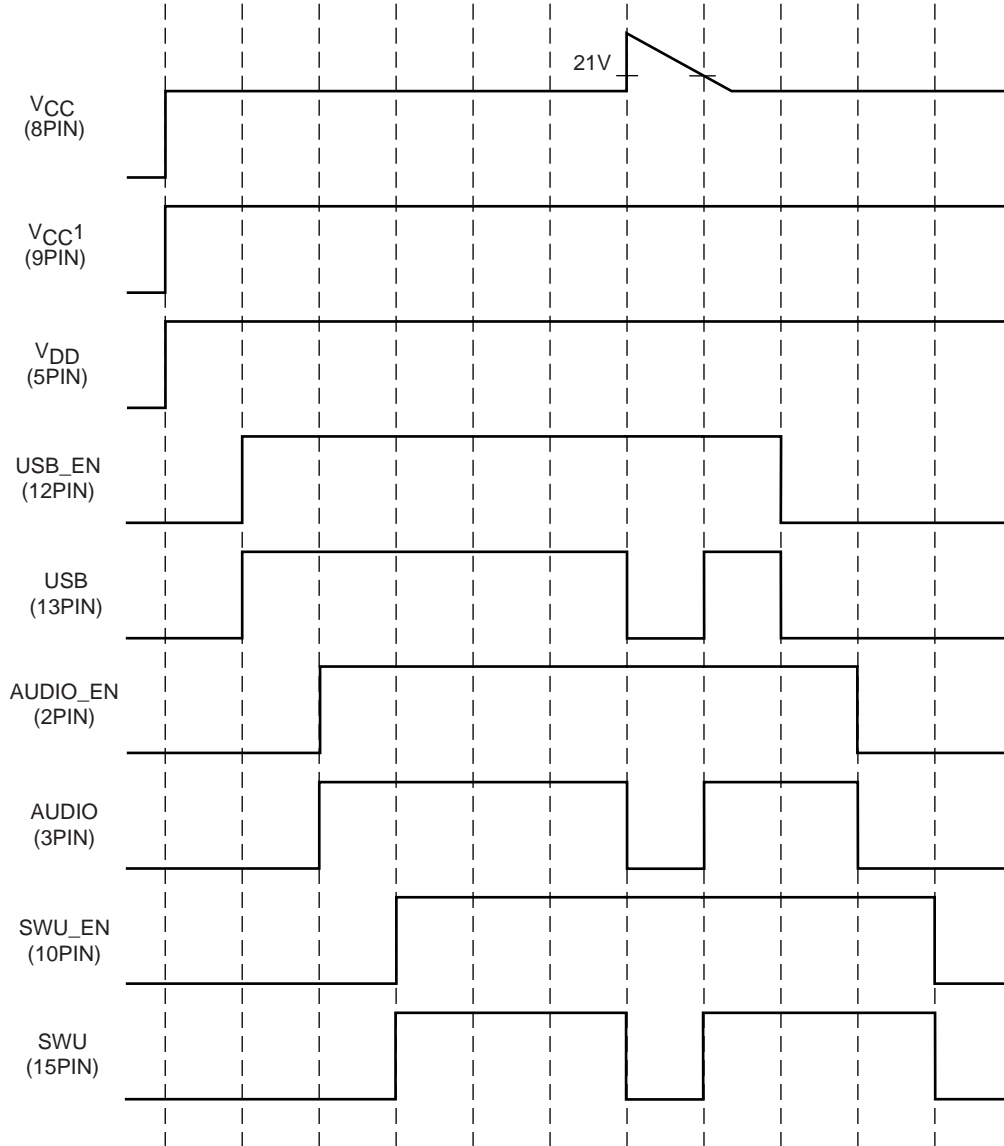 21V
VCC
(8PIN)
VCC1
(9PIN)
VDD
(5PIN)
USB_EN
(12PIN)
USB
(13PIN)
AUDIO_EN
(2PIN)
AUDIO
(3PIN)
SWU_EN
(10PIN)
SWU
(15PIN)